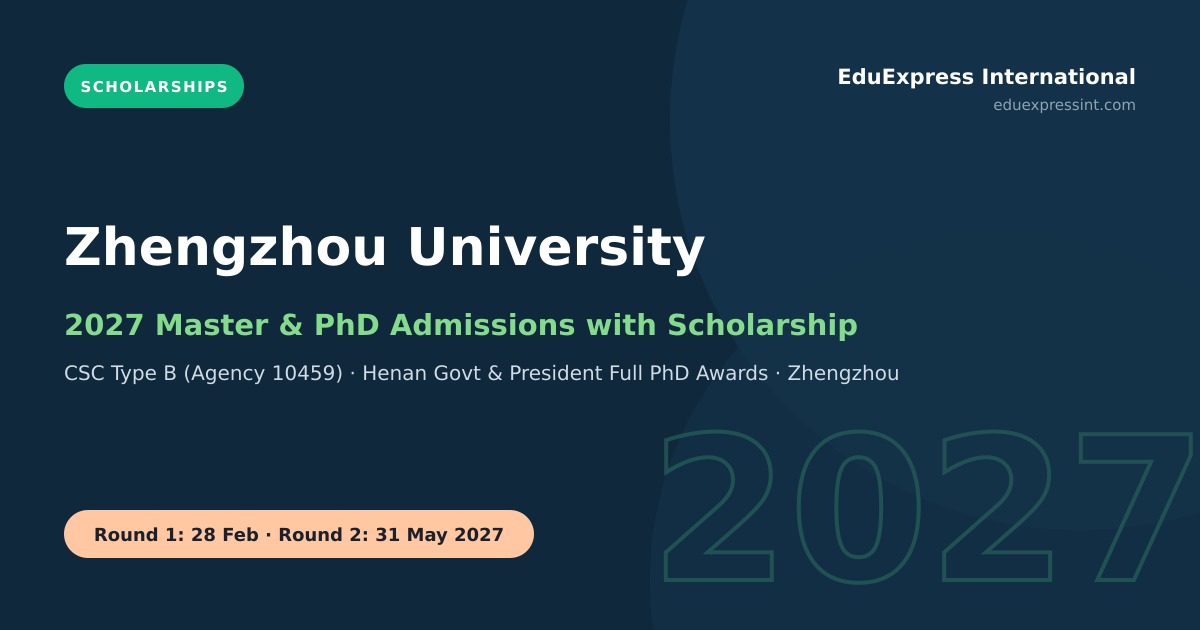 SCHOLARSHIPS
EduExpress International
eduexpressint.com
Zhengzhou University
2027 Master & PhD Admissions with Scholarship
CSC Type B (Agency 10459) · Henan Govt & President Full PhD Awards · Zhengzhou
2027
Round 1: 28 Feb · Round 2: 31 May 2027